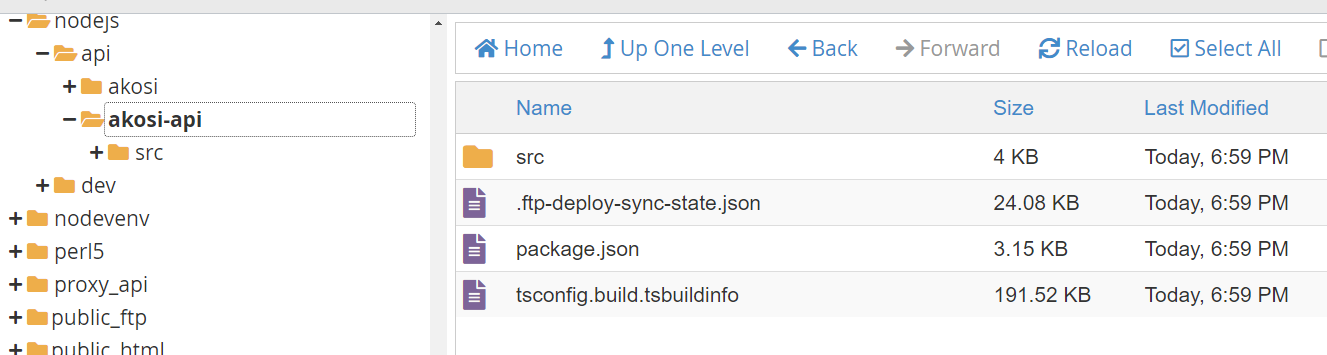 nodejs
api
akosi
akosi-api
src
dev
nodevenv
perl5
proxy_api
public_ftp
public_html
Home Up One Level Back Forward Reload Select All
Name Size Last Modified
src 4 KB Today, 6:59 PM
.ftp-deploy-sync-state.json 24.08 KB Today, 6:59 PM
package.json 3.15 KB Today, 6:59 PM
tsconfig.build.tsbuildinfo 191.52 KB Today, 6:59 PM